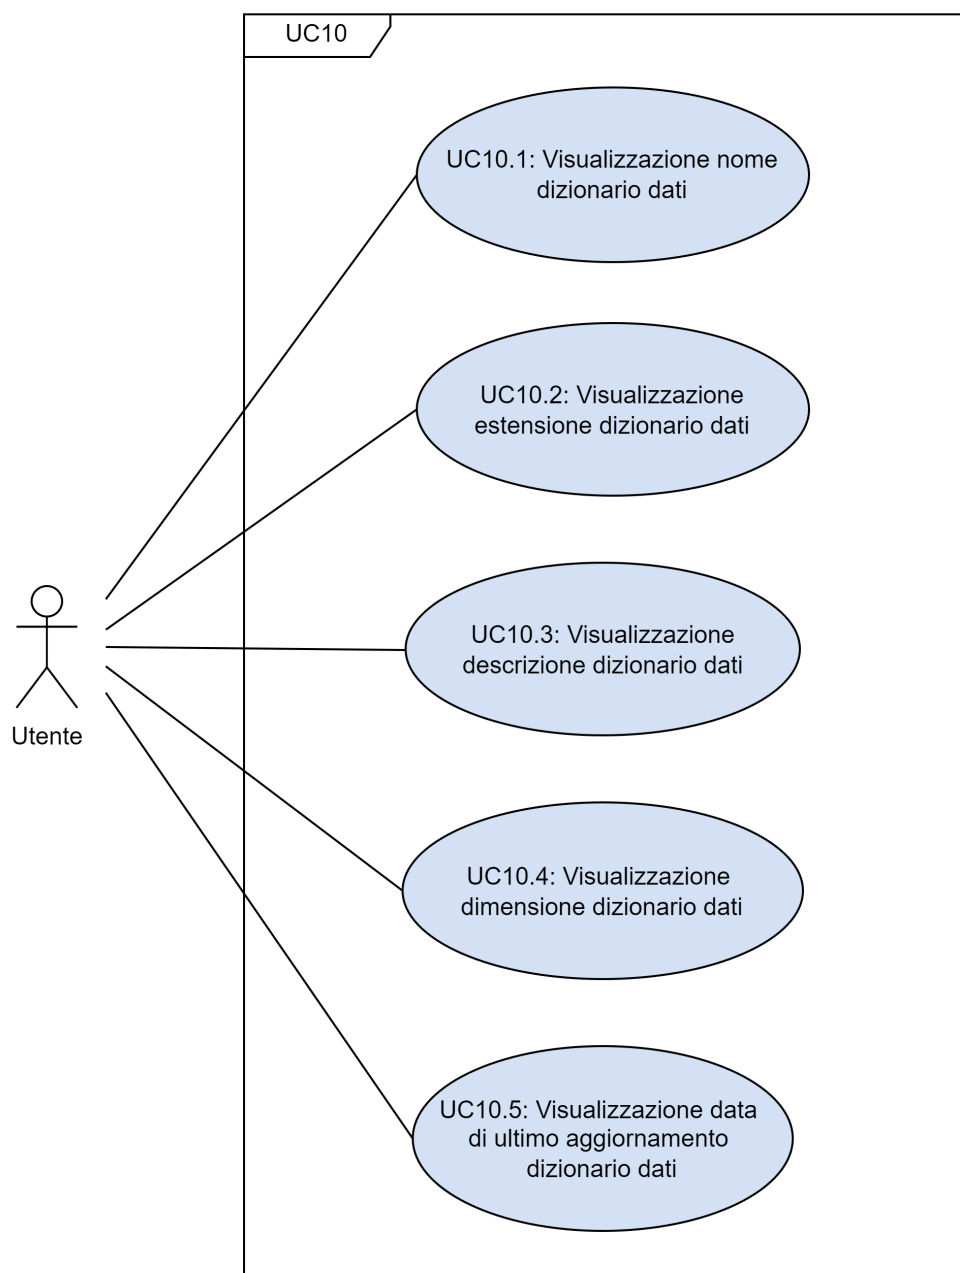 UC10
UC10.1: Visualizzazione nome
dizionario dati
UC10.2: Visualizzazione
estensione dizionario dati
UC10.3: Visualizzazione
descrizione dizionario dati
Utente
UC10.4: Visualizzazione
dimensione dizionario dati
UC10.5: Visualizzazione data
di ultimo aggiornamento
dizionario dati